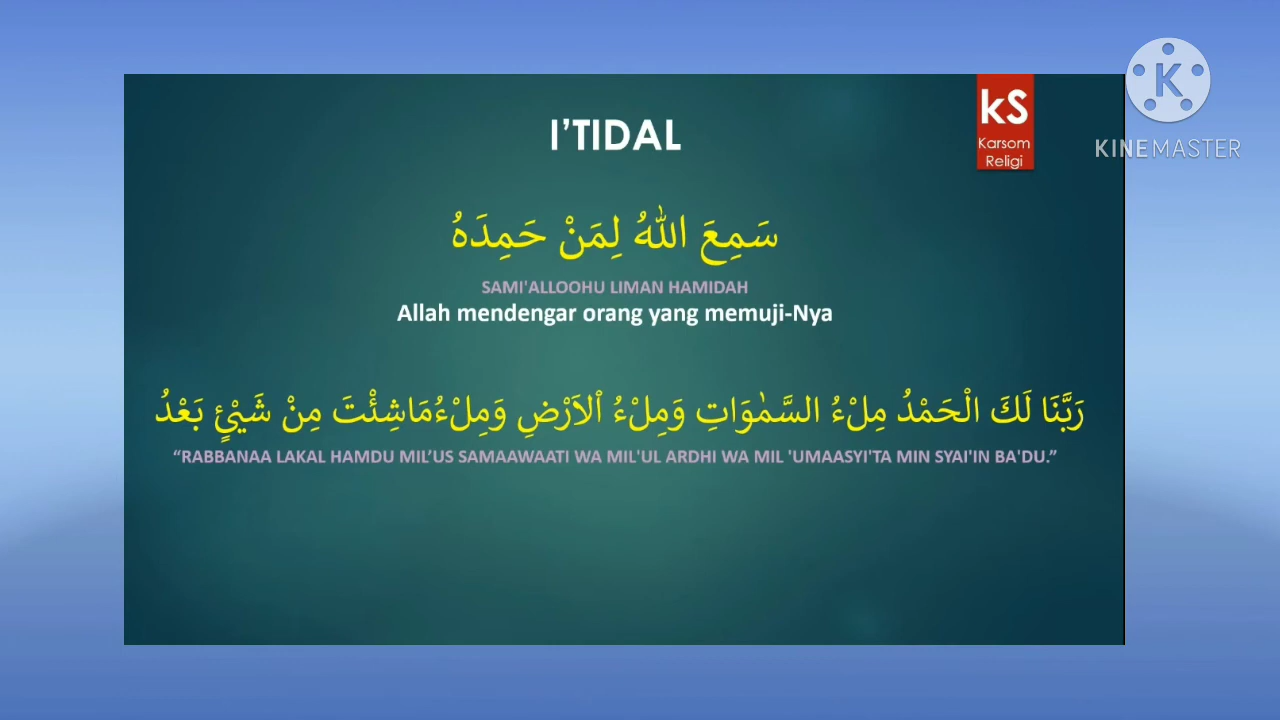 I'TIDAL
kS
Karsom
Religi
K
KINEMASTER
سَمِعَ اللهُ لِمَنْ حَمِدَهُ
SAMI'ALLOOHU LIMAN HAMIDAH
Allah mendengar orang yang memuji-Nya
رَبَّنَا لَكَ الْحَمْدُ مِلْءُ السَّمٰوَاتِ وَمِلْءُ اْلاَرْضِ وَمِلْءُمَاشِئْتَ مِنْ شَيْئٍ بَعْدُ
“RABBANAA LAKAL HAMDU MIL’US SAMAAWAATI WA MIL'UL ARDHI WA MIL 'UMAASYI'TA MIN SYAI'IN BA'DU.”